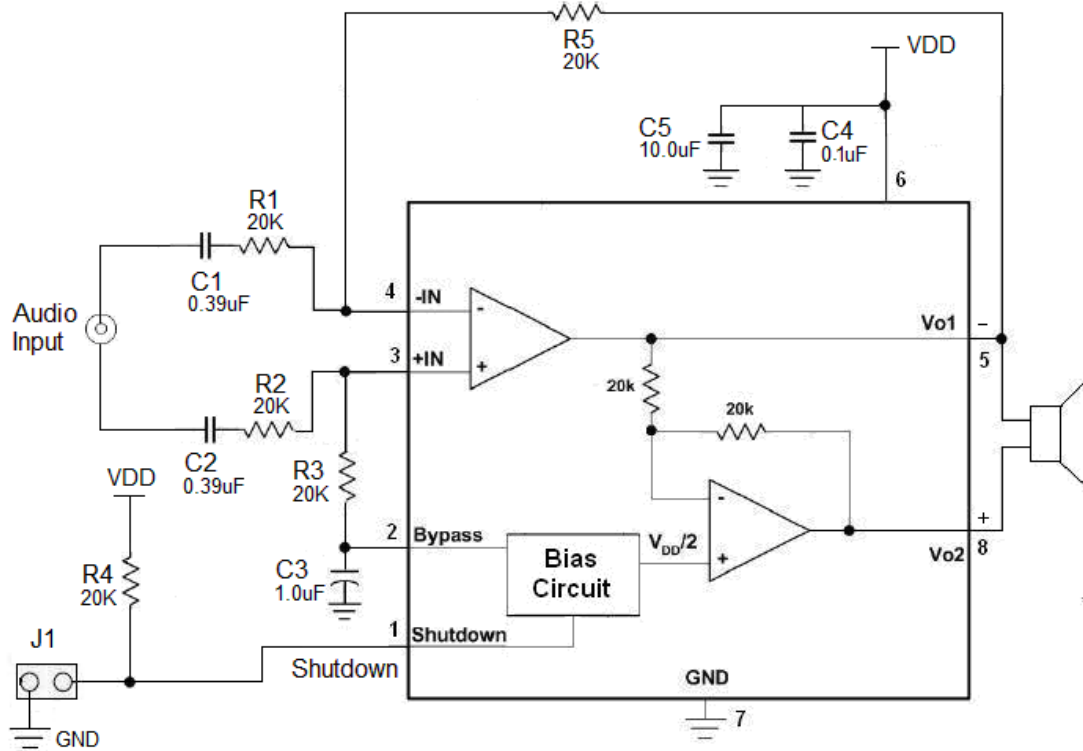 R5
20K
VDD
C5
10.0uF
C4
0.1uF
6
R1
20K
C1
0.39uF
4
-IN
-
Audio
Input
3
+IN
+
Vo1
-
5
R2
20K
20k
20k
C2
0.39uF
VDD
R3
20K
2
Bypass
Bias
Circuit
VDD/2
-
+
+
8
Vo2
C3
1.0uF
R4
20K
1
Shutdown
Shutdown
J1
GND
GND
7